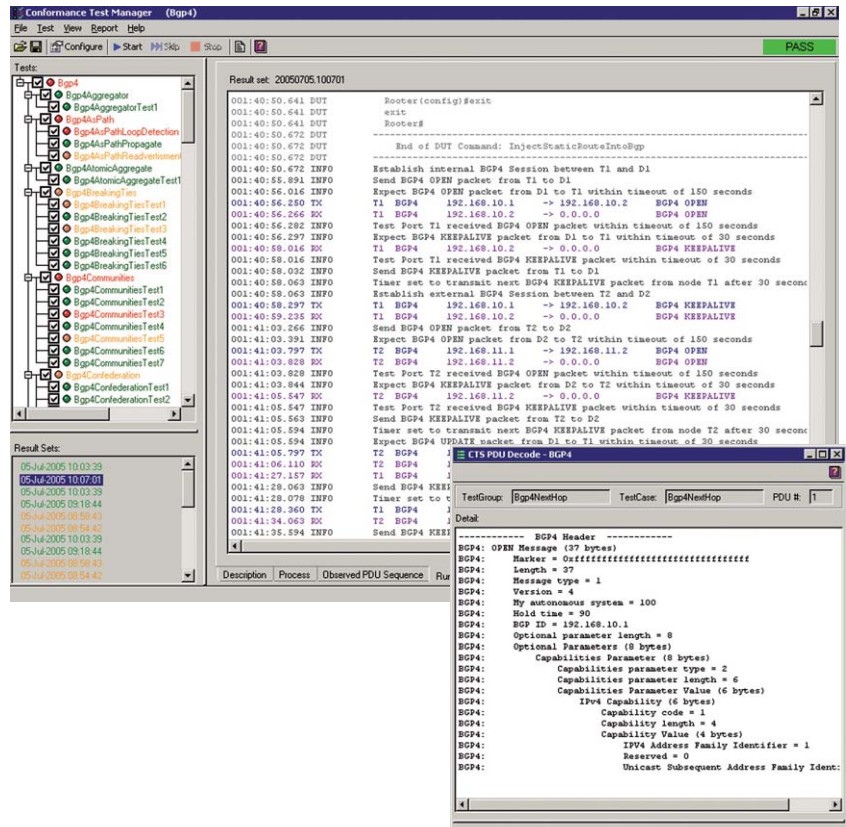 Conformance Test Manager (Bgp4)
File Test View Report Help
Configure Start Skip Stop PASS
Tests:
Bgp4
Bgp4Aggregator
Bgp4AggregatorTest1
Bgp4AsPath
Bgp4AsPathLoopDetection
Bgp4AsPathPropagate
Bgp4AsPathReadvertisment
Bgp4AtomicAggregate
Bgp4AtomicAggregateTest1
Bgp4BreakingTies
Bgp4BreakingTiesTest1
Bgp4BreakingTiesTest2
Bgp4BreakingTiesTest3
Bgp4BreakingTiesTest4
Bgp4BreakingTiesTest5
Bgp4BreakingTiesTest6
Bgp4Communities
Bgp4CommunitiesTest1
Bgp4CommunitiesTest2
Bgp4CommunitiesTest3
Bgp4CommunitiesTest4
Bgp4CommunitiesTest5
Bgp4CommunitiesTest6
Bgp4CommunitiesTest7
Bgp4Confederation
Bgp4ConfederationTest1
Bgp4ConfederationTest2
Result Sets:
05-Jul-2005 10:03:39
05-Jul-2005 10:07:01
05-Jul-2005 10:03:39
05-Jul-2005 09:18:44
05-Jul-2005 08:58:43
05-Jul-2005 08:54:42
05-Jul-2005 10:03:39
05-Jul-2005 09:18:44
05-Jul-2005 08:58:43
05-Jul-2005 08:54:42
Result set: 20050705.100701
001:40:50.641 DUT Rooter(config)#exit
001:40:50.641 DUT exit
001:40:50.641 DUT Rooter#
001:40:50.672 DUT ------------------------------------------------------------
001:40:50.672 DUT End of DUT Command: InjectStaticRouteIntoBgp
001:40:50.672 DUT ------------------------------------------------------------
001:40:50.672 INFO Establish internal BGP4 Session between T1 and D1
001:40:55.891 INFO Send BGP4 OPEN packet from T1 to D1
001:40:56.016 INFO Expect BGP4 OPEN packet from D1 to T1 within timeout of 150 seconds
001:40:56.250 TX T1 BGP4 192.168.10.1 -> 192.168.10.2 BGP4 OPEN
001:40:56.266 RX T1 BGP4 192.168.10.2 -> 0.0.0.0 BGP4 OPEN
001:40:56.282 INFO Test Port T1 received BGP4 OPEN packet within timeout of 150 seconds
001:40:56.297 INFO Expect BGP4 KEEPALIVE packet from D1 to T1 within timeout of 30 seconds
001:40:58.016 RX T1 BGP4 192.168.10.2 -> 0.0.0.0 BGP4 KEEPALIVE
001:40:58.016 INFO Test Port T1 received BGP4 KEEPALIVE packet within timeout of 30 seconds
001:40:58.032 INFO Send BGP4 KEEPALIVE packet from T1 to D1
001:40:58.063 INFO Timer set to transmit next BGP4 KEEPALIVE packet from node T1 after 30 second
001:40:58.063 INFO Establish external BGP4 Session between T2 and D2
001:40:58.297 TX T1 BGP4 192.168.10.1 -> 192.168.10.2 BGP4 KEEPALIVE
001:40:59.235 RX T1 BGP4 192.168.10.2 -> 0.0.0.0 BGP4 KEEPALIVE
001:41:03.266 INFO Send BGP4 OPEN packet from T2 to D2
001:41:03.391 INFO Expect BGP4 OPEN packet from D2 to T2 within timeout of 150 seconds
001:41:03.797 TX T2 BGP4 192.168.11.1 -> 192.168.11.2 BGP4 OPEN
001:41:03.828 RX T2 BGP4 192.168.11.2 -> 0.0.0.0 BGP4 OPEN
001:41:03.828 INFO Test Port T2 received BGP4 OPEN packet within timeout of 150 seconds
001:41:03.844 INFO Expect BGP4 KEEPALIVE packet from D2 to T2 within timeout of 30 seconds
001:41:05.547 RX T2 BGP4 192.168.11.2 -> 0.0.0.0 BGP4 KEEPALIVE
001:41:05.547 INFO Test Port T2 received BGP4 KEEPALIVE packet within timeout of 30 seconds
001:41:05.563 INFO Send BGP4 KEEPALIVE packet from T2 to D2
001:41:05.594 INFO Timer set to transmit next BGP4 KEEPALIVE packet from node T2 after 30 second
001:41:05.594 INFO Expect BGP4 UPDATE packet from D1 to T1 within timeout of 30 seconds
001:41:05.797 TX T2 BGP4
001:41:06.110 RX T2 BGP4
001:41:27.157 RX T1 BGP4
001:41:28.063 INFO Send BGP4 KEE
001:41:28.078 INFO Timer set to t
001:41:28.360 TX T1 BGP4
001:41:34.063 RX T2 BGP4
001:41:35.594 INFO Send BGP4 KEE
Description Process Observed PDU Sequence Run
CTS PDU Decode - BGP4
TestGroup: Bgp4NextHop TestCase: Bgp4NextHop PDU #: 1
Detail:
------------ BGP4 Header ------------
BGP4: OPEN Message (37 bytes)
BGP4: Marker = 0xffffffffffffffffffffffffffffffff
BGP4: Length = 37
BGP4: Message type = 1
BGP4: Version = 4
BGP4: My autonomous system = 100
BGP4: Hold time = 90
BGP4: BGP ID = 192.168.10.1
BGP4: Optional parameter length = 8
BGP4: Optional Parameters (8 bytes)
BGP4: Capabilities Parameter (8 bytes)
BGP4: Capabilities parameter type = 2
BGP4: Capabilities parameter length = 6
BGP4: Capabilities Parameter Value (6 bytes)
BGP4: IPv4 Capability (6 bytes)
BGP4: Capability code = 1
BGP4: Capability length = 4
BGP4: Capability Value (4 bytes)
BGP4: IPV4 Address Family Identifier = 1
BGP4: Reserved = 0
BGP4: Unicast Subsequent Address Family Ident: